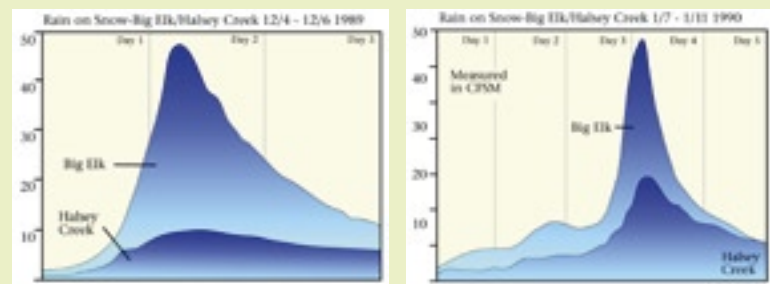 Rain on Snow-Big Elk/Halsey Creek 12/4 - 12/6 1989
50
Day 1
Day 2
Day 3
40
30
Big Elk
20
Halsey
Creek
10
Rain on Snow-Big Elk/Halsey Creek 1/7 - 1/11 1990
50
Day 1
Day 2
Day 3
Day 4
Day 5
Measured
in CFSM
40
30
Big Elk
20
10
Halsey
Creek